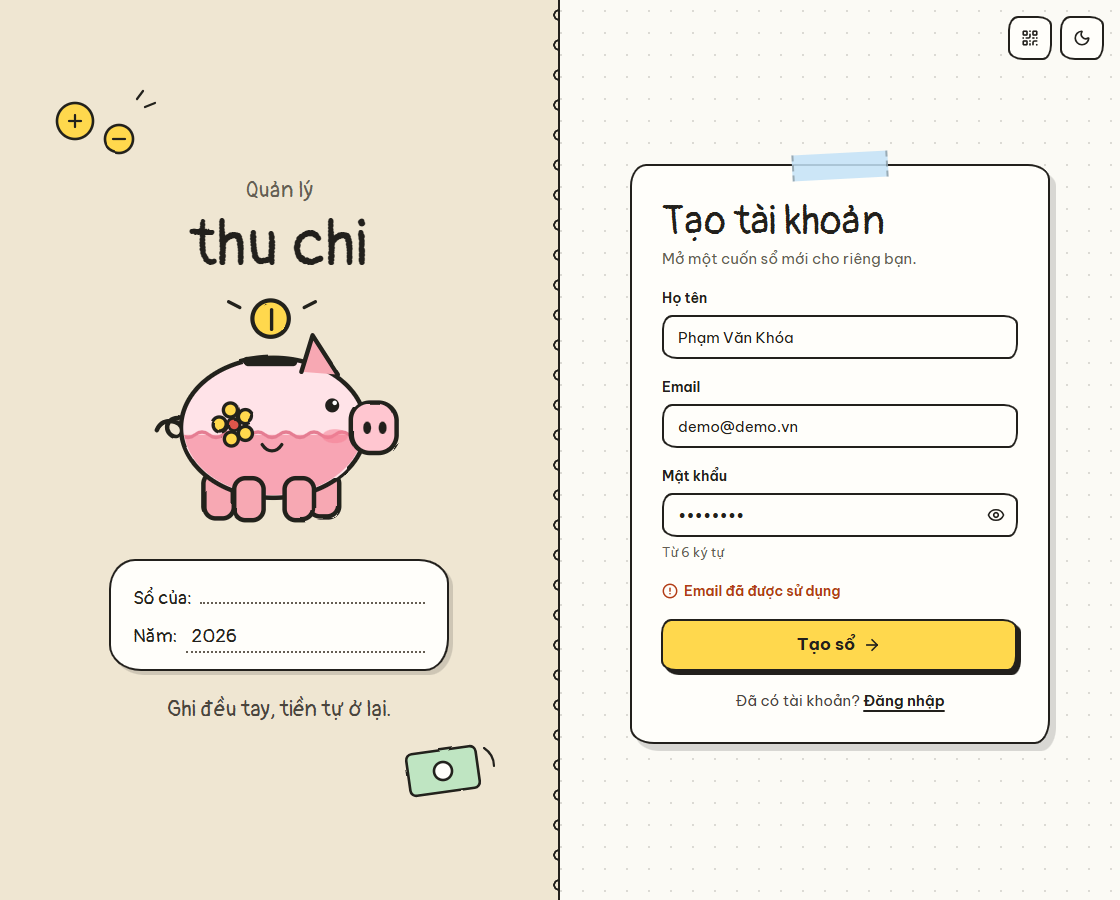 Quản lý
thu chi
Sổ của:
Năm: 2026
Ghi đều tay, tiền tự ở lại.
Tạo tài khoản
Mở một cuốn sổ mới cho riêng bạn.
Họ tên
Phạm Văn Khóa
Email
demo@demo.vn
Mật khẩu
••••••••
Từ 6 ký tự
Email đã được sử dụng
Tạo sổ →
Đã có tài khoản? Đăng nhập